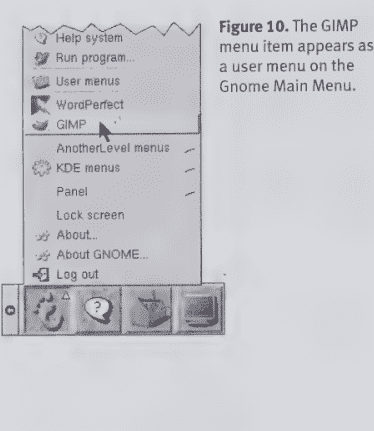 Help system
Run program...
User menus
WordPerfect
GIMP
AnotherLevel menus
KDE menus
Panel
Lock screen
About...
About GNOME...
Log out
Figure 10. The GIMP
menu item appears as
a user menu on the
Gnome Main Menu.